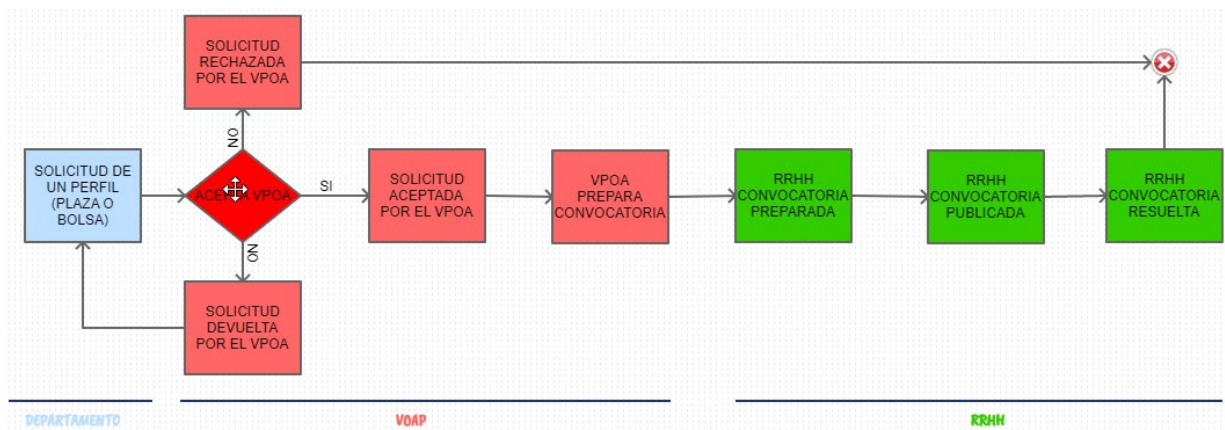 SOLICITUD
RECHAZADA
POR EL VPOA
NO
SOLICITUD DE
UN PERFIL
(PLAZA O
BOLSA)
ACEPTA VPOA
SI
SOLICITUD
ACEPTADA
POR EL VPOA
VPOA
PREPARA
CONVOCATORIA
RRHH
CONVOCATORIA
PREPARADA
RRHH
CONVOCATORIA
PUBLICADA
RRHH
CONVOCATORIA
RESUELTA
NO
SOLICITUD
DEVUELTA
POR EL VPOA
DEPARTAMENTO
VOAP
RRHH